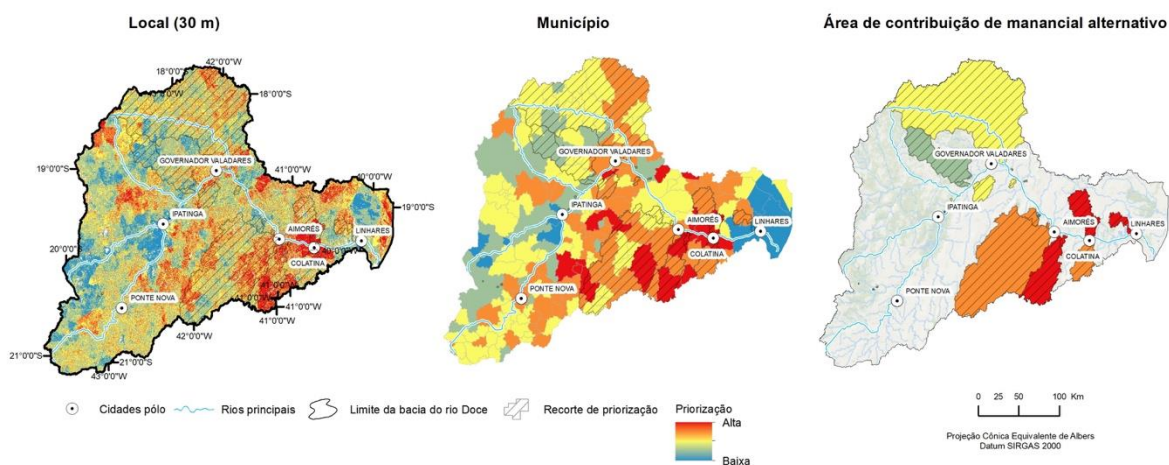 Local (30 m)
Município
Área de contribuição de manancial alternativo
42°0'0"W
18°0'0"S
18°0'0"S
19°0'0"S
41°0'0"W
40°0'0"W
19°0'0"S
20°0'0"S
41°0'0"W
41°0'0"W
42°0'0"W
21°0'0"S
21°0'0"S
43°0'0"W
GOVERNADOR VALADARES
IPATINGA
AIMORÉS
LINHARES
COLATINA
PONTE NOVA
GOVERNADOR VALADARES
IPATINGA
AIMORÉS
LINHARES
COLATINA
PONTE NOVA
GOVERNADOR VALADARES
IPATINGA
AIMORÉS
LINHARES
COLATINA
PONTE NOVA
Cidades pólo
Rios principais
Limite da bacia do rio Doce
Recorte de priorização
Priorização
Alta
Baixa
0 25 50 100 Km
Projeção Cônica Equivalente de Albers
Datum SIRGAS 2000